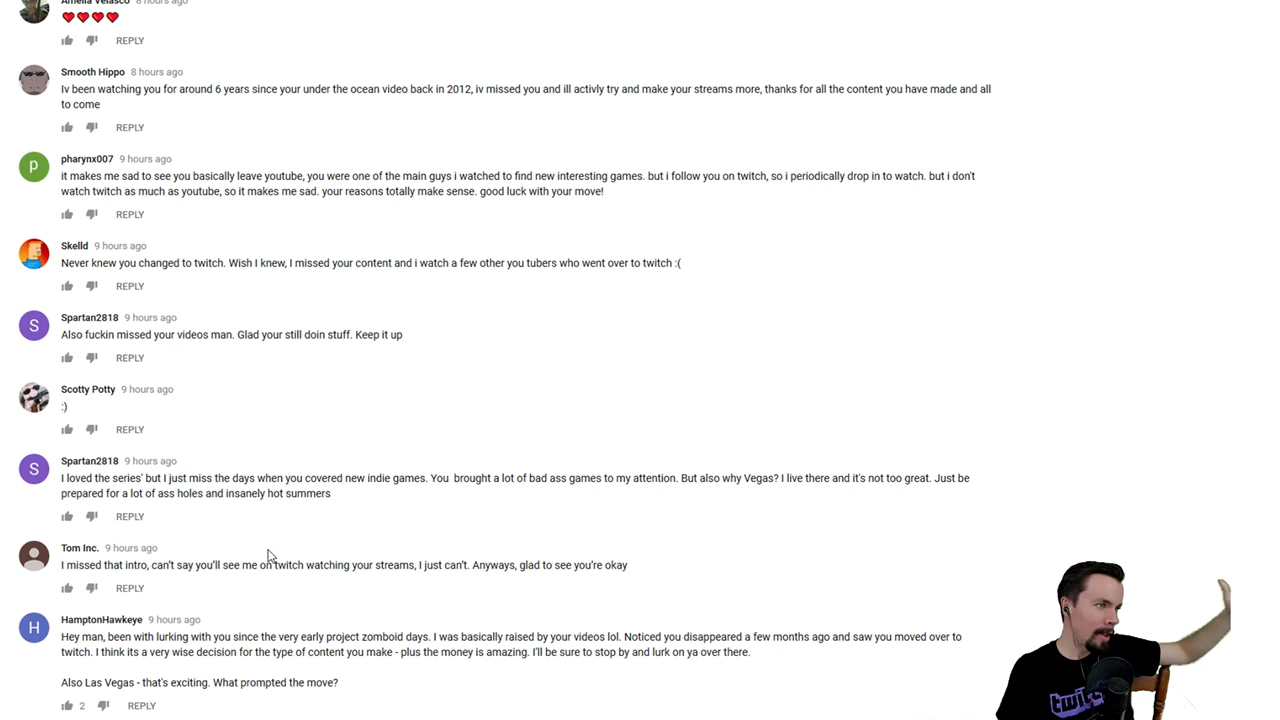 Amelia Velasco 8 hours ago
REPLY
Smooth Hippo 8 hours ago
Iv been watching you for around 6 years since your under the ocean video back in 2012, iv missed you and ill activly try and make your streams more, thanks for all the content you have made and all
to come
REPLY
p
pharynx007 9 hours ago
it makes me sad to see you basically leave youtube, you were one of the main guys i watched to find new interesting games. but i follow you on twitch, so i periodically drop in to watch. but i don't
watch twitch as much as youtube, so it makes me sad. your reasons totally make sense. good luck with your move!
REPLY
Skelld 9 hours ago
Never knew you changed to twitch. Wish I knew, I missed your content and i watch a few other you tubers who went over to twitch :(
REPLY
S
Spartan2818 9 hours ago
Also fuckin missed your videos man. Glad your still doin stuff. Keep it up
REPLY
Scotty Potty 9 hours ago
:)
REPLY
S
Spartan2818 9 hours ago
I loved the series' but I just miss the days when you covered new indie games. You brought a lot of bad ass games to my attention. But also why Vegas? I live there and it's not too great. Just be
prepared for a lot of ass holes and insanely hot summers
REPLY
Tom Inc. 9 hours ago
I missed that intro, can't say you'll see me on twitch watching your streams, I just can't. Anyways, glad to see you're okay
REPLY
H
HamptonHawkeye 9 hours ago
Hey man, been with lurking with you since the very early project zomboid days. I was basically raised by your videos lol. Noticed you disappeared a few months ago and saw you moved over to
twitch. I think its a very wise decision for the type of content you make - plus the money is amazing. I'll be sure to stop by and lurk on ya over there.
Also Las Vegas - that's exciting. What prompted the move?
2 REPLY